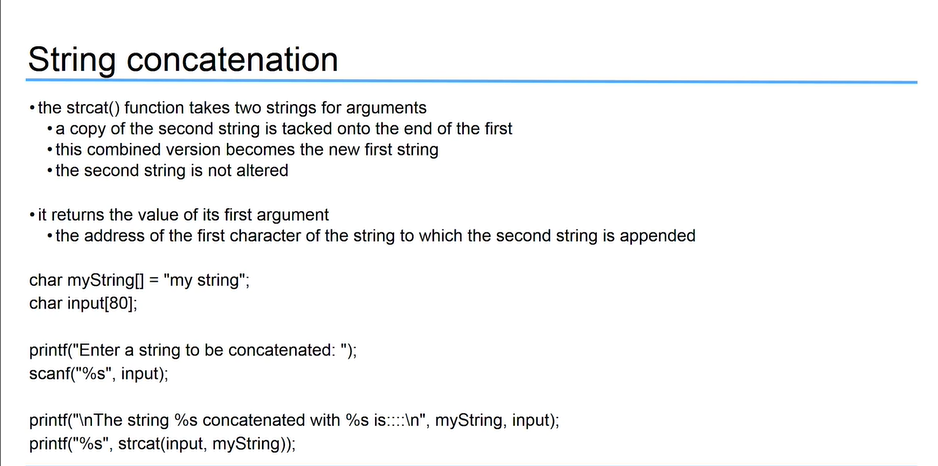 String concatenation
• the strcat() function takes two strings for arguments
• a copy of the second string is tacked onto the end of the first
• this combined version becomes the new first string
• the second string is not altered
• it returns the value of its first argument
• the address of the first character of the string to which the second string is appended
char myString[] = "my string";
char input[80];
printf("Enter a string to be concatenated: ");
scanf("%s", input);
printf("\nThe string %s concatenated with %s is::::\n", myString, input);
printf("%s", strcat(input, myString));